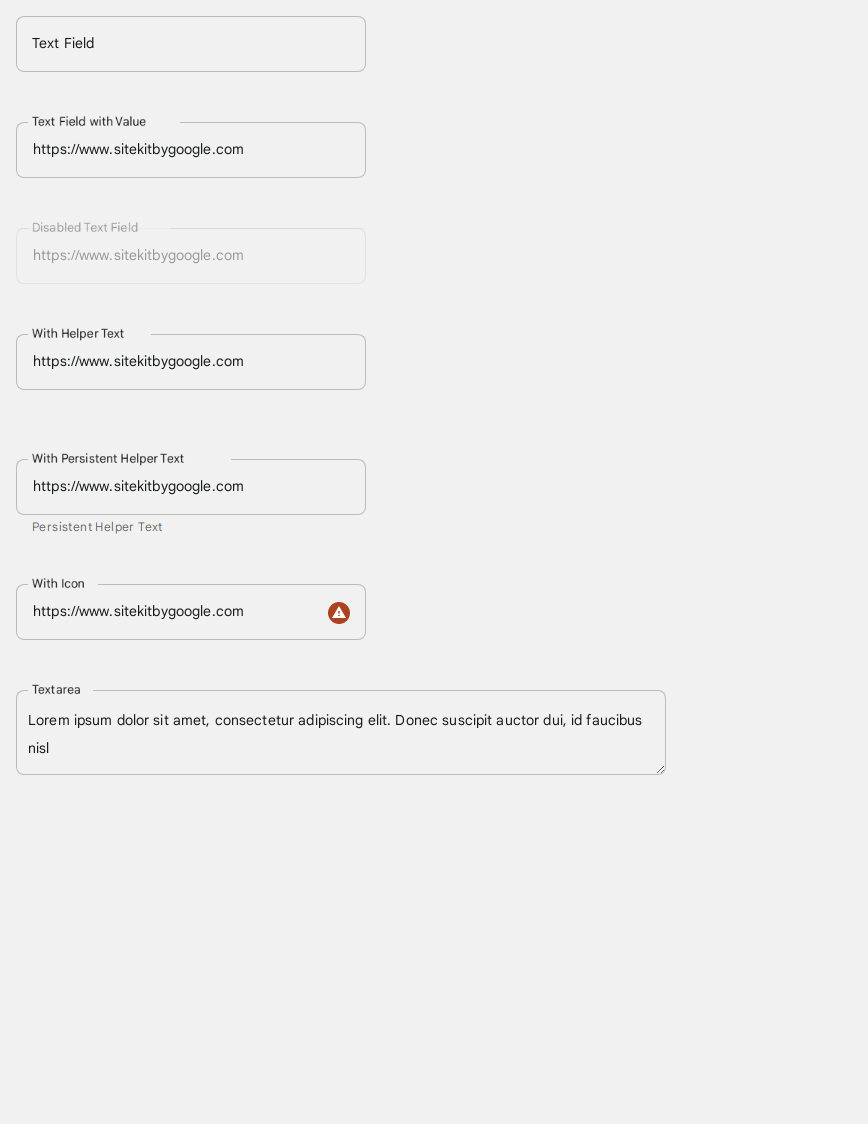 Text Field
Text Field with Value
https://www.sitekitbygoogle.com
Disabled Text Field
https://www.sitekitbygoogle.com
With Helper Text
https://www.sitekitbygoogle.com
With Persistent Helper Text
https://www.sitekitbygoogle.com
Persistent Helper Text
With Icon
https://www.sitekitbygoogle.com
Textarea
Lorem ipsum dolor sit amet, consectetur adipiscing elit. Donec suscipit auctor dui, id faucibus
nisl